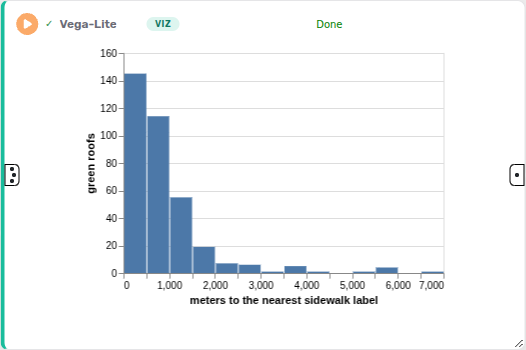 ✓ Vega-Lite VIZ Done
160
140
120
100
80
60
40
20
0
green roofs
0 1,000 2,000 3,000 4,000 5,000 6,000 7,000
meters to the nearest sidewalk label